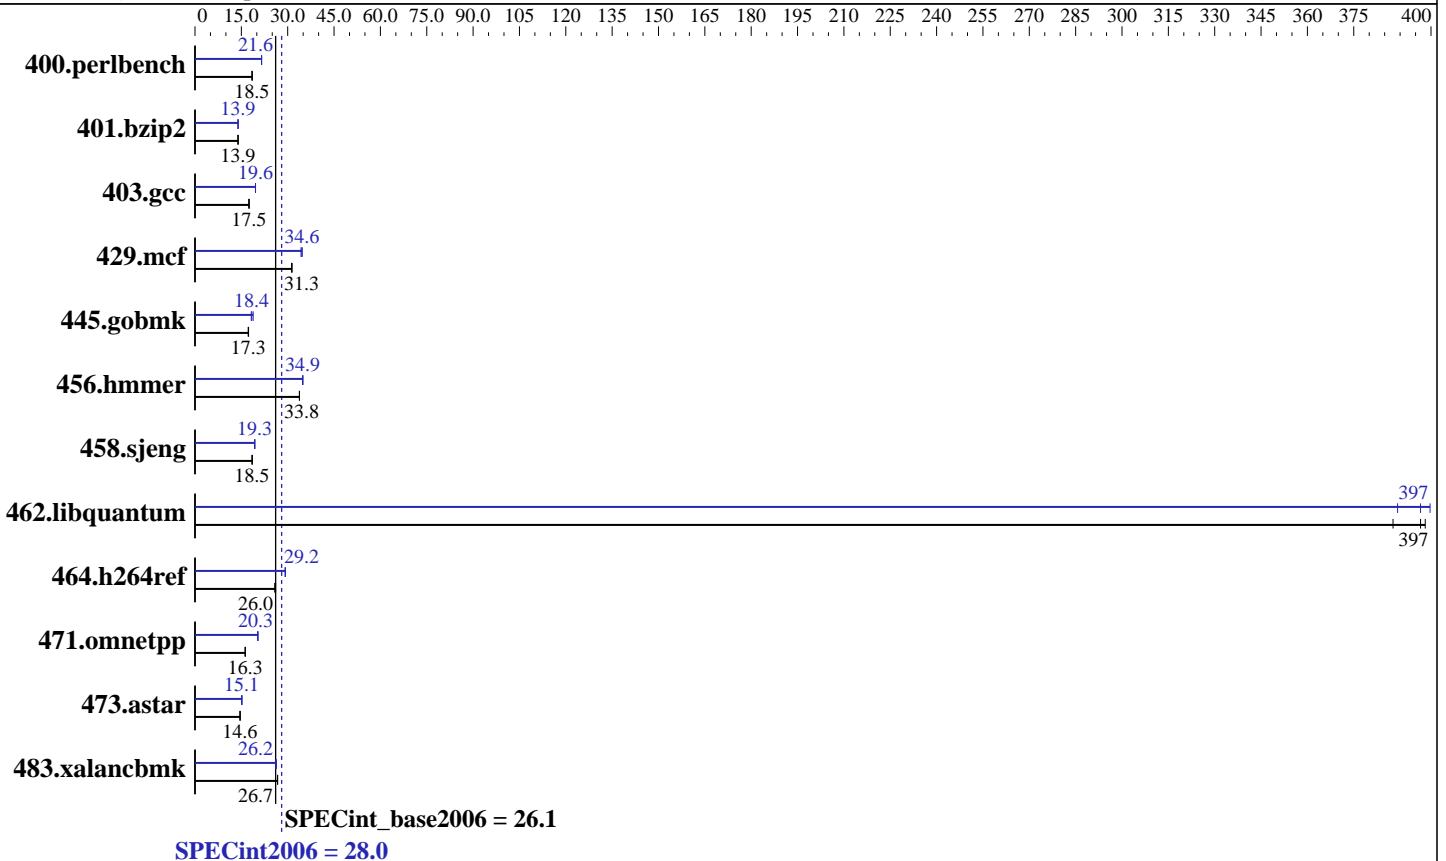 0 15.0 30.0 45.0 60.0 75.0 90.0 105 120 135 150 165 180 195 210 225 240 255 270 285 300 315 330 345 360 375 400
21.6
400.perlbench
18.5
13.9
401.bzip2
13.9
19.6
403.gcc
17.5
34.6
429.mcf
31.3
18.4
445.gobmk
17.3
34.9
456.hmmer
33.8
19.3
458.sjeng
18.5
397
462.libquantum
397
29.2
464.h264ref
26.0
20.3
471.omnetpp
16.3
15.1
473.astar
14.6
26.2
483.xalancbmk
26.7
SPECint_base2006 = 26.1
SPECint2006 = 28.0